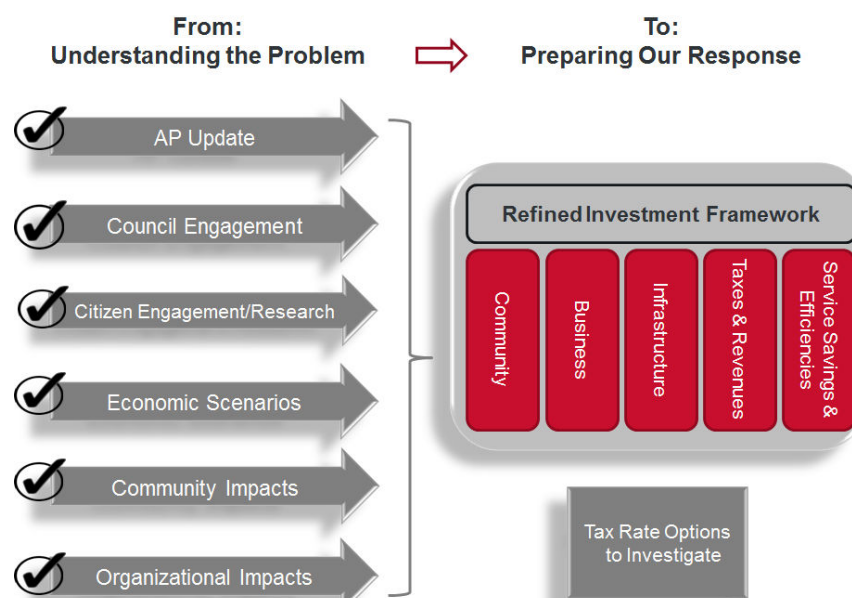 From:
Understanding the Problem
To:
Preparing Our Response
AP Update
Council Engagement
Citizen Engagement/Research
Economic Scenarios
Community Impacts
Organizational Impacts
Refined Investment Framework
Community
Business
Infrastructure
Taxes & Revenues
Service Savings &
Efficiencies
Tax Rate Options
to Investigate